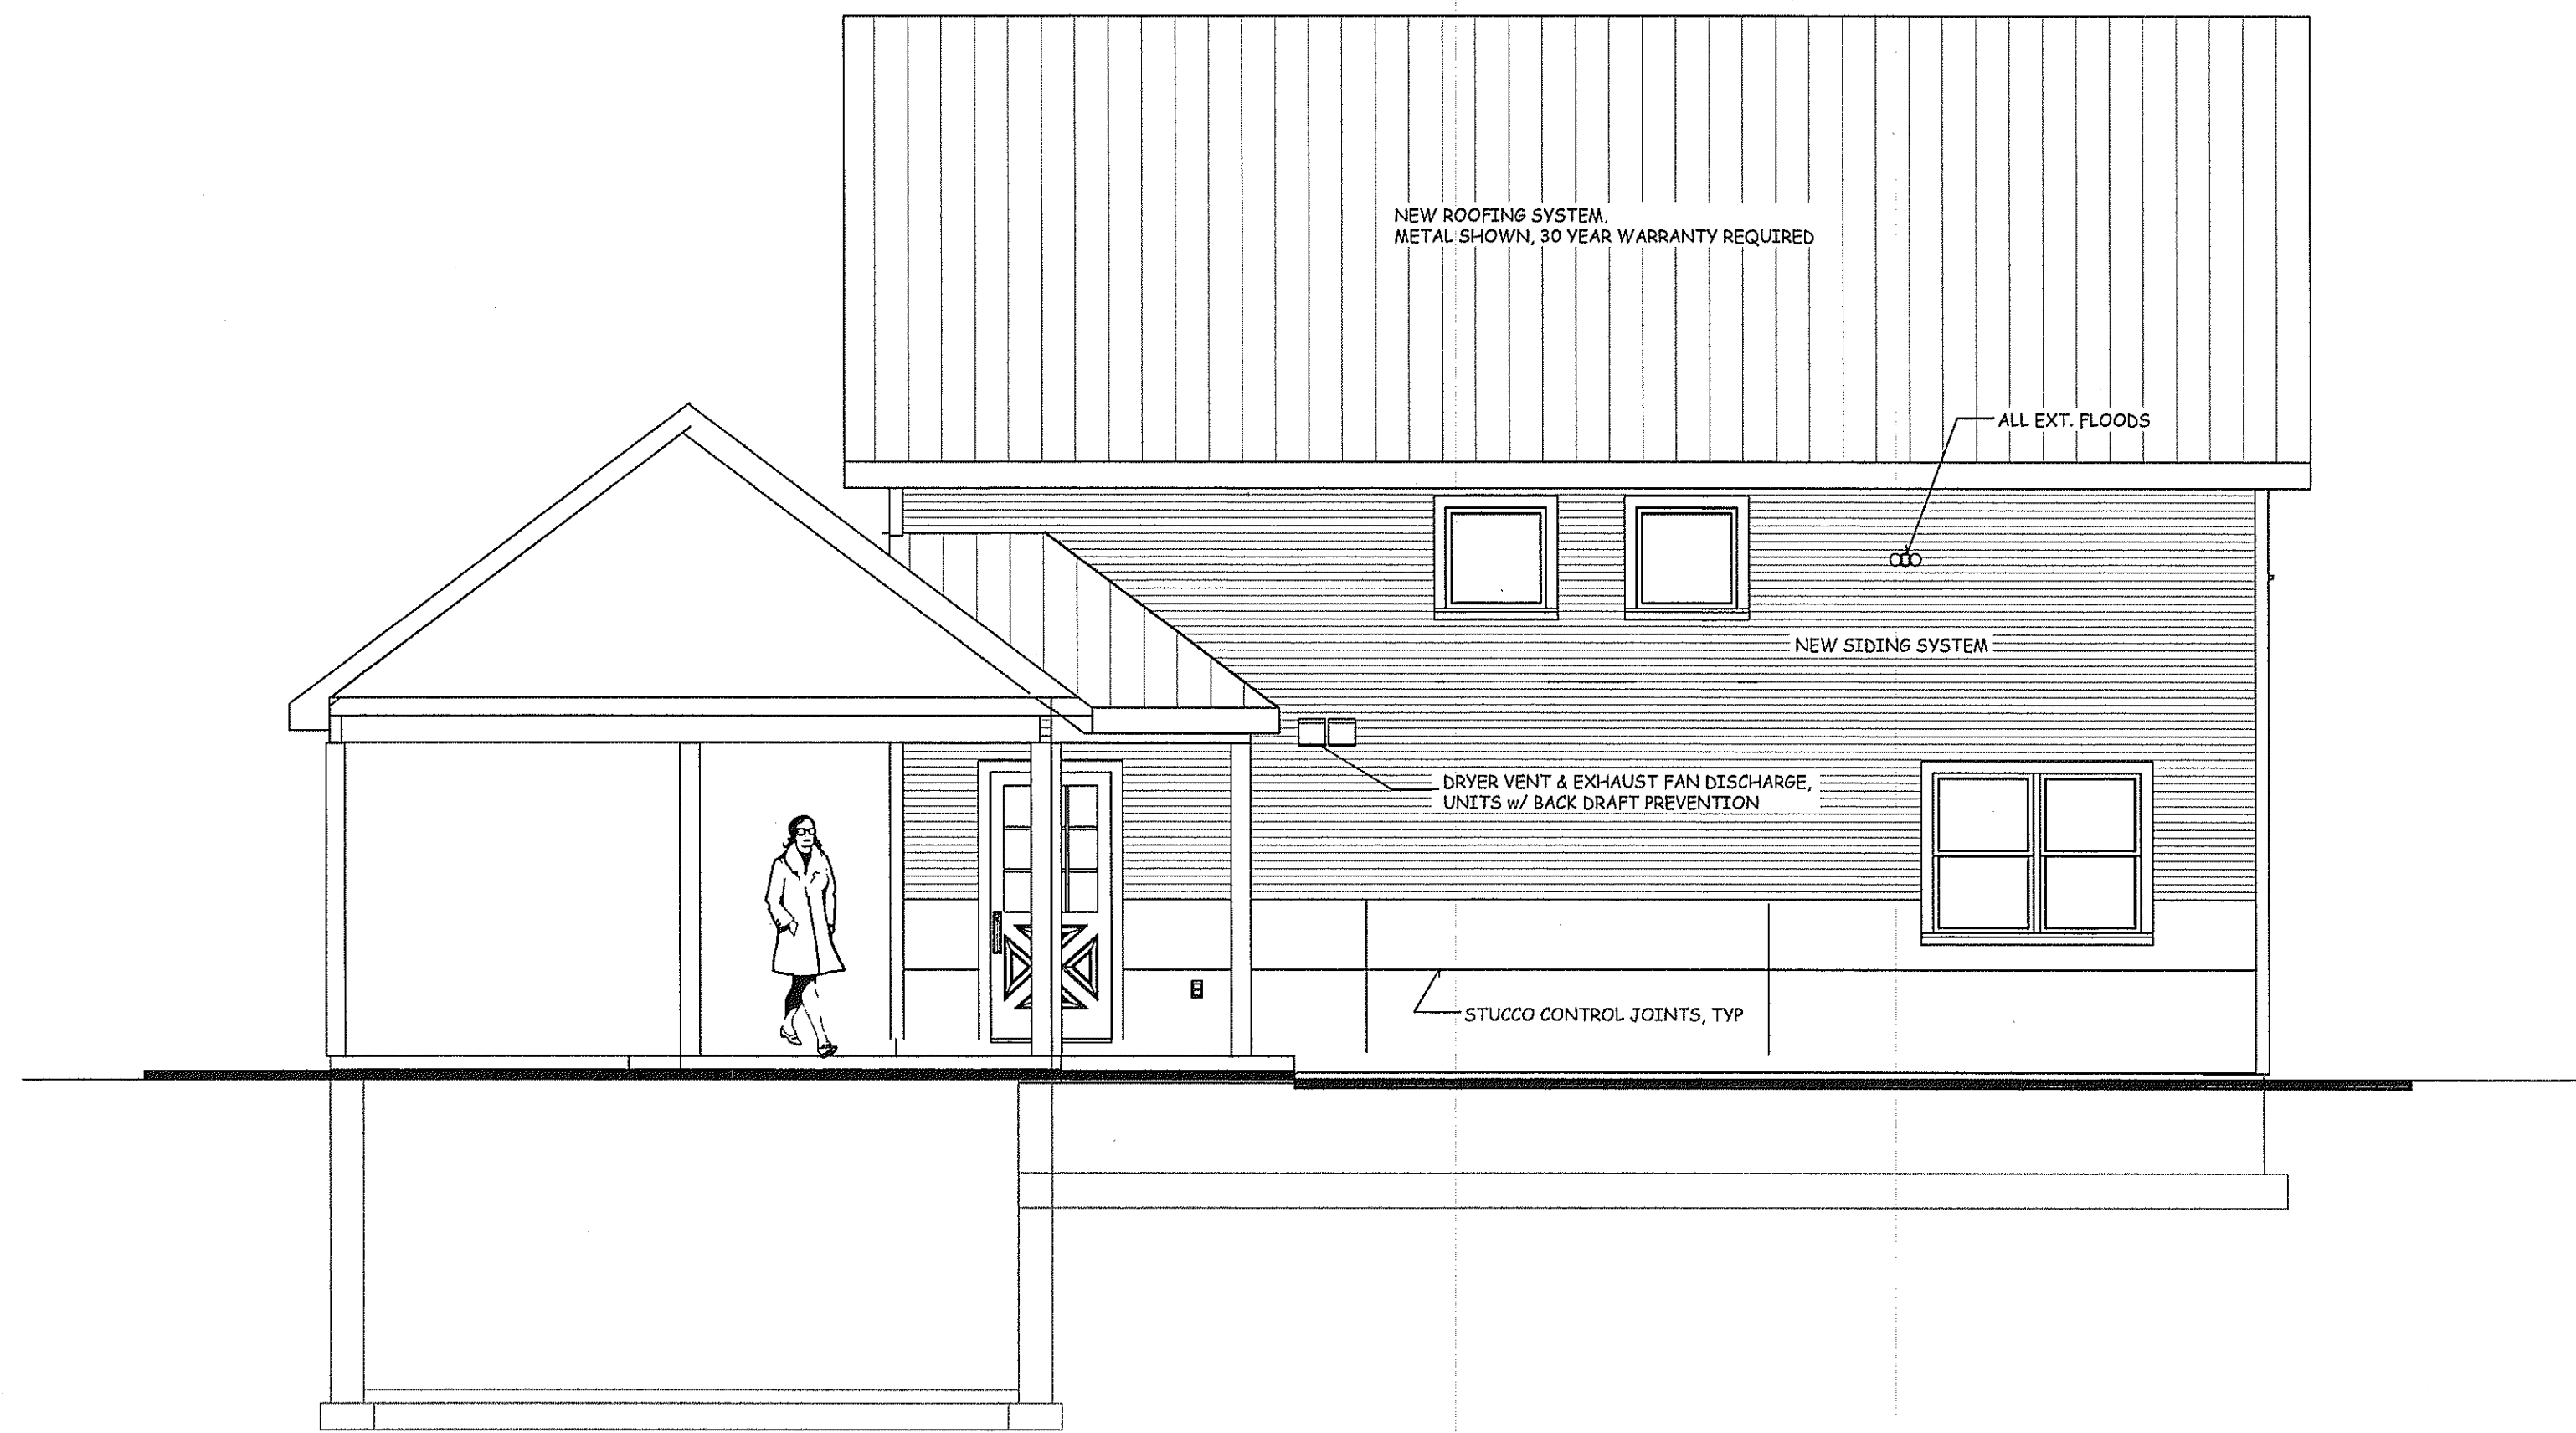 NEW ROOFING SYSTEM,
METAL SHOWN, 30 YEAR WARRANTY REQUIRED
ALL EXT. FLOODS
NEW SIDING SYSTEM
DRYER VENT & EXHAUST FAN DISCHARGE,
UNITS w/ BACK DRAFT PREVENTION
STUCCO CONTROL JOINTS, TYP